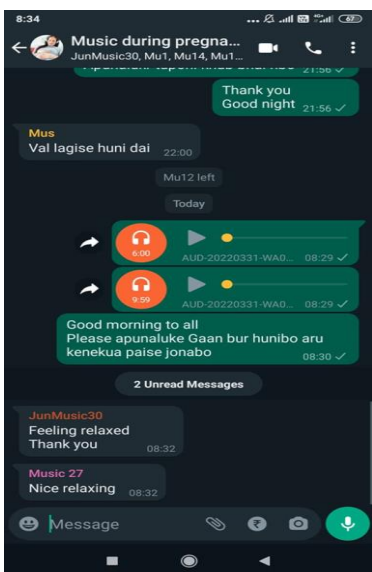 8:34
67
Music during pregna...
JunMusic30, Mu1, Mu14, Mu1...
21:56
Thank you
Good night 21:56
Mus
Val lagise huni dai 22:00
Mu12 left
Today
6:00
AUD-20220331-WA0... 08:29
9:59
AUD-20220331-WA0... 08:29
Good morning to all
Please apunaluke Gaan bur hunibo aru
kenekua paise jonabo
08:30
2 Unread Messages
JunMusic30
Feeling relaxed
Thank you 08:32
Music 27
Nice relaxing 08:32
Message